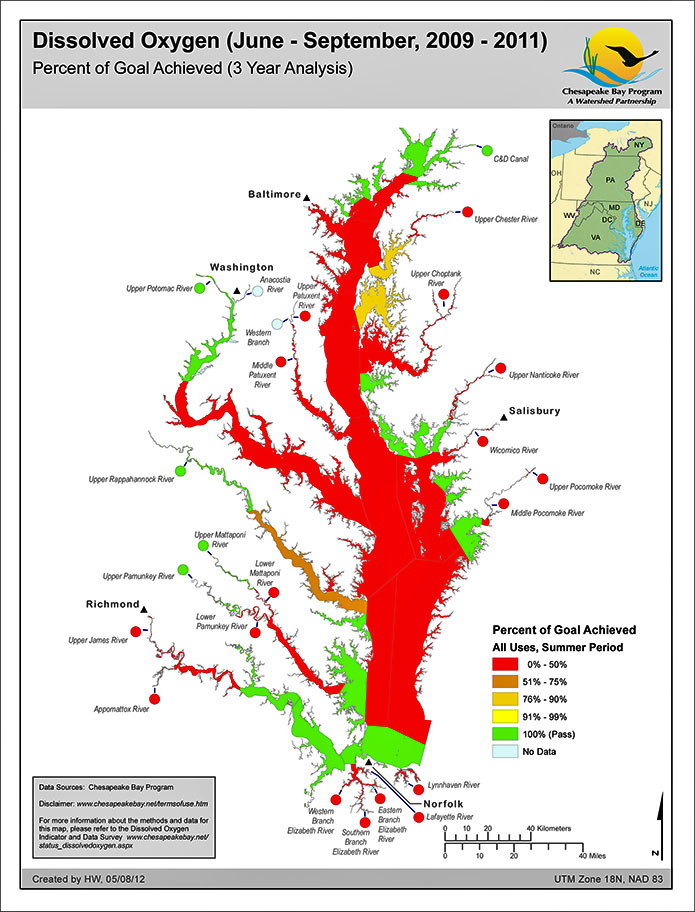 Dissolved Oxygen (June - September, 2009 - 2011)
Percent of Goal Achieved (3 Year Analysis)
Chesapeake Bay Program
A Watershed Partnership
Ontario
NY
OH
PA
NJ
MD
WV
DC
DE
VA
Atlantic
Ocean
NC
C&D Canal
Baltimore
Upper Chester River
Washington
Anacostia
River
Upper Potomac River
Upper
Patuxent
River
Upper Choptank
River
Western
Branch
Middle
Patuxent
River
Upper Nanticoke River
Salisbury
Wicomico River
Upper Rappahannock River
Upper Pocomoke River
Middle Pocomoke River
Upper Mattaponi
River
Lower
Mattaponi
River
Upper Pamunkey River
Richmond
Lower
Pamunkey River
Upper James River
Appomattox River
Percent of Goal Achieved
All Uses, Summer Period
0% - 50%
51% - 75%
76% - 90%
91% - 99%
100% (Pass)
No Data
Lynnhaven River
Norfolk
Lafayette River
Western
Branch
Elizabeth River
Southern
Branch
Elizabeth River
Eastern
Branch
Elizabeth
River
Data Sources: Chesapeake Bay Program
Disclaimer: www.chesapeakebay.net/termsofuse.htm
For more information about the methods and data for
this map, please refer to the Dissolved Oxygen
Indicator and Data Survey www.chesapeakebay.net/
status_dissolvedoxygen.aspx
10 0 10 20 30 40 Kilometers
10 0 10 20 30 40 Miles
N
Created by HW, 05/08/12
UTM Zone 18N, NAD 83